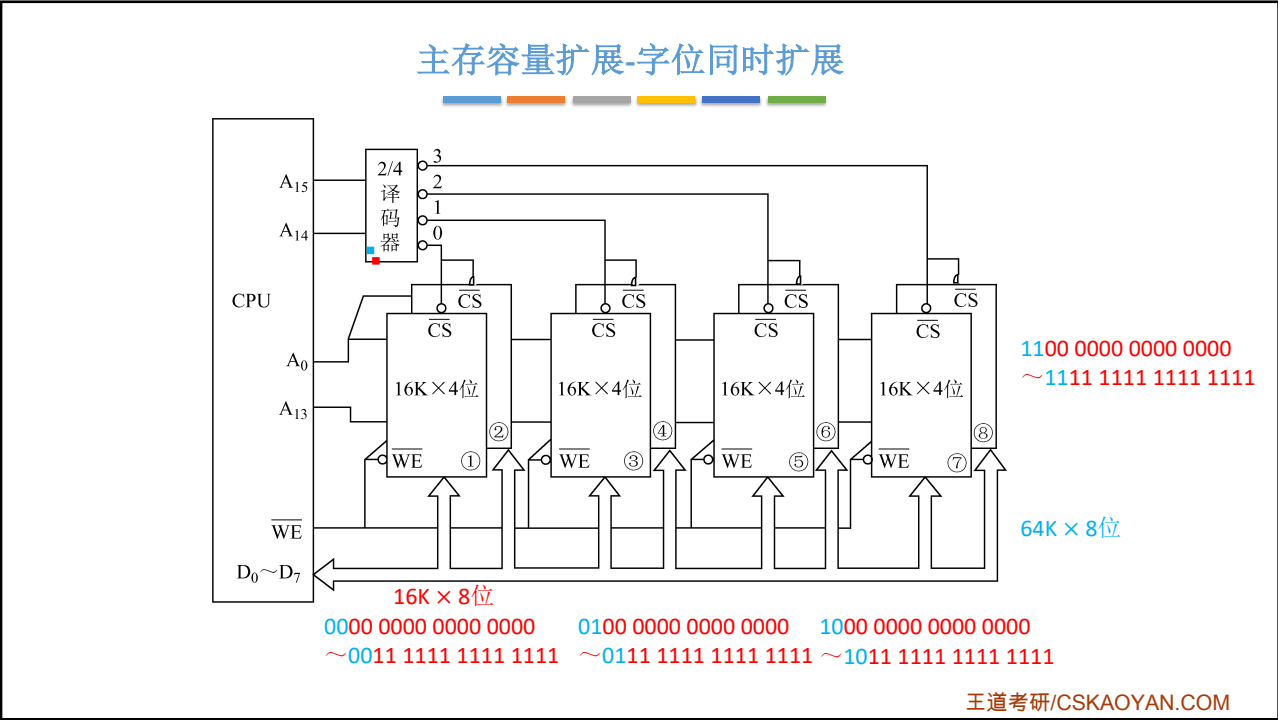 主存容量扩展-字位同时扩展
CPU
A15
A14
A0
A13
WE
D0～D7
2/4
译
码
器
3
2
1
0
CS
CS
16K×4位
WE
①
②
CS
CS
16K×4位
WE
③
④
CS
CS
16K×4位
WE
⑤
⑥
CS
CS
16K×4位
WE
⑦
⑧
1100 0000 0000 0000
～1111 1111 1111 1111
64K × 8位
16K × 8位
0000 0000 0000 0000
～0011 1111 1111 1111
0100 0000 0000 0000
～0111 1111 1111 1111
1000 0000 0000 0000
～1011 1111 1111 1111
王道考研/CSKAOYAN.COM